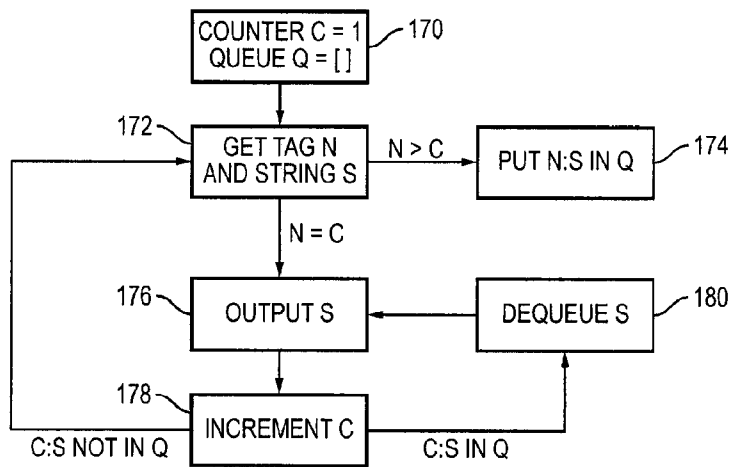 COUNTER C = 1
QUEUE Q = [ ]
170
172
GET TAG N
AND STRING S
N > C
PUT N:S IN Q
174
N = C
176
OUTPUT S
DEQUEUE S
180
178
INCREMENT C
C:S NOT IN Q
C:S IN Q